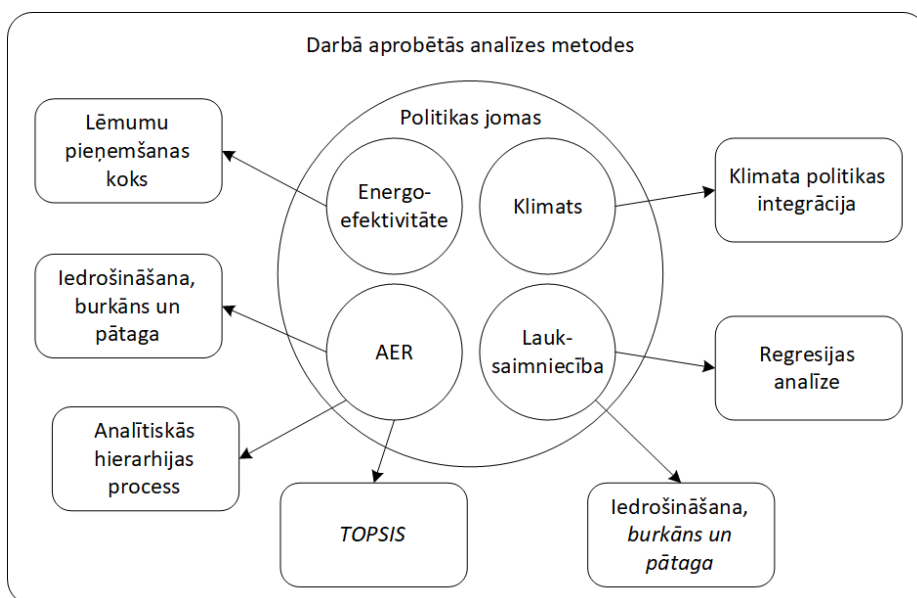 Darbā aprobētās analīzes metodes
Politikas jomas
Lēmumu
pieņemšanas
koks
Energo-
efektivitāte
Klimats
Klimata politikas
integrācija
Iedrošināšana,
burkāns un
pātaga
AER
Lauk-
saimniecība
Regresijas
analīze
Analītiskās
hierarhijas
process
TOPSIS
Iedrošināšana,
burkāns un
pātaga